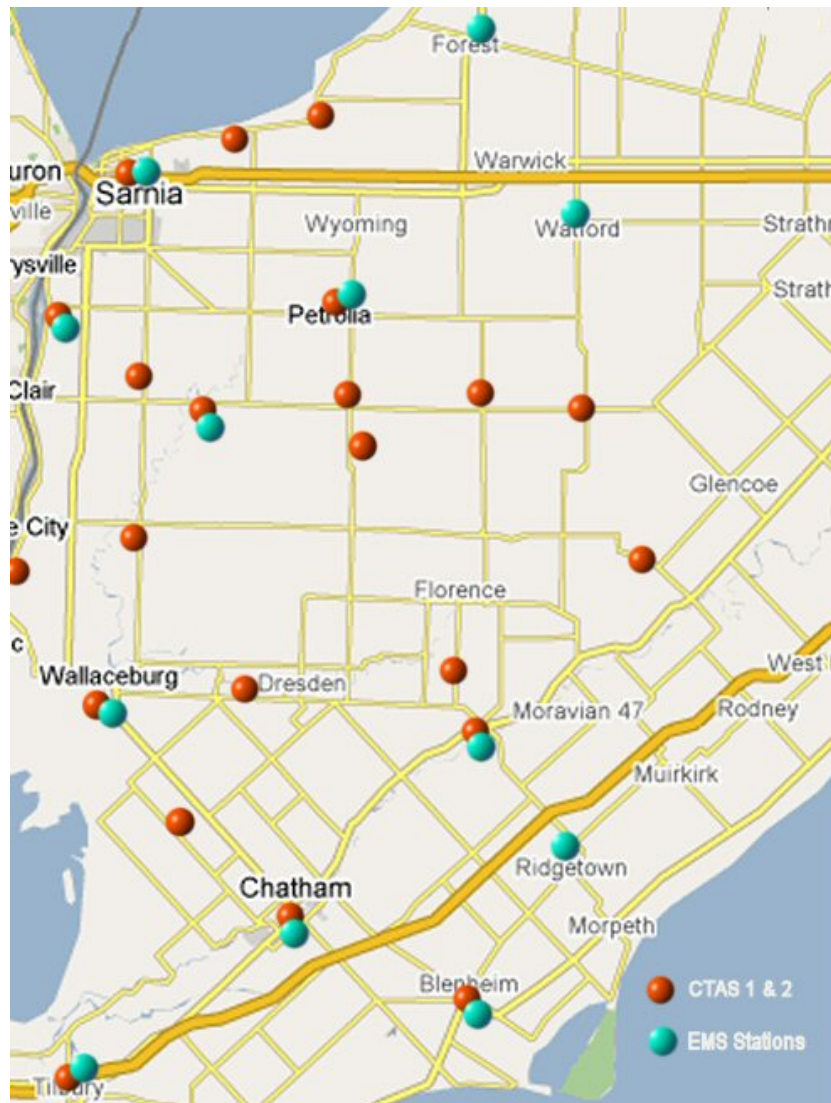 Forest
Warwick
uron
Sarnia
ville
Wyoming
Watford
Strathr
rysville
Strath
Petrolia
Clair
Glencoe
e City
Florence
c
West
Wallaceburg
Dresden
Moravian 47
Rodney
Muirkirk
Ridgetown
Chatham
Morpeth
Blenheim
CTAS 1 & 2
EMS Stations
Tilbury